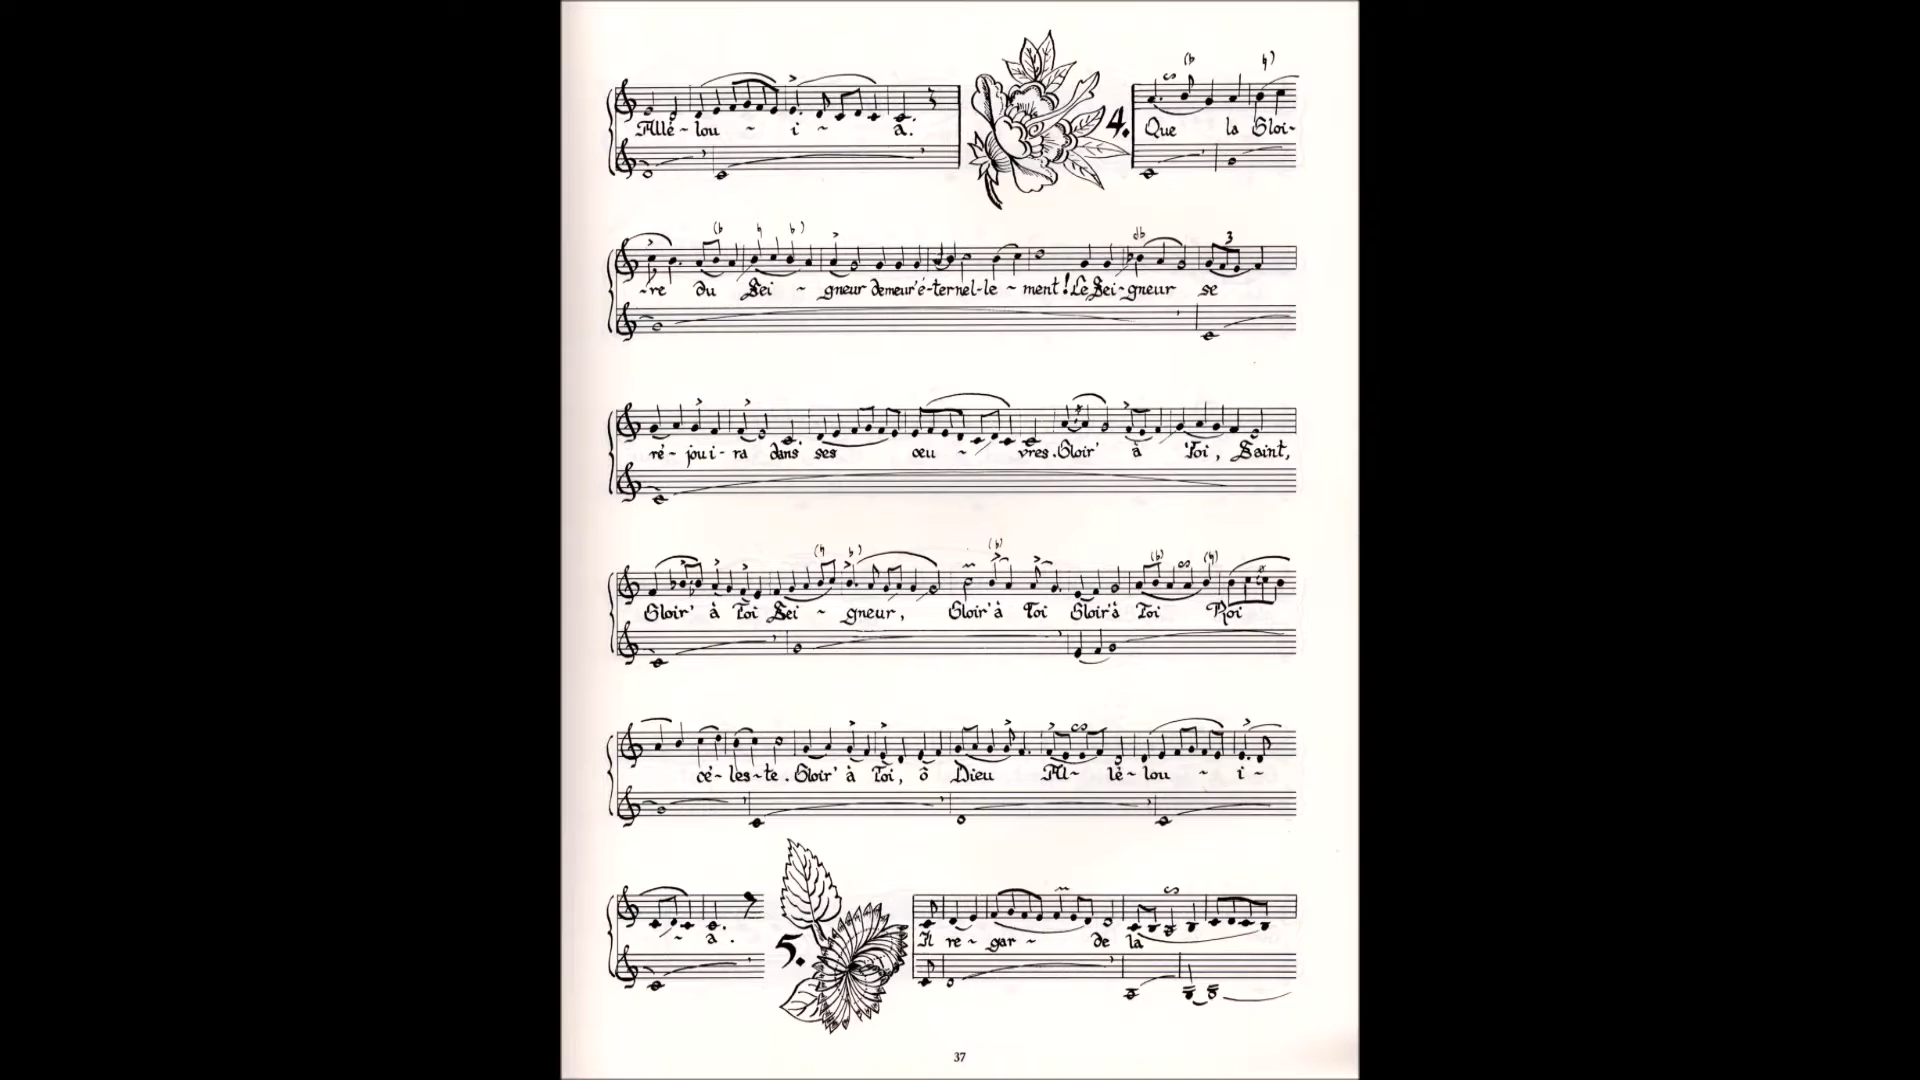 Allé - lou - i - a. 4. Que la Gloi-
-re du Sei - gneur demeur' é-ternel-le - ment! Le Sei-gneur se
ré - joui - ra dans ses œu - vres. Gloir' à Toi, Saint,
Gloir' à Toi Sei - gneur, Gloir' à Toi Gloir' à Toi Roi
cé - les - te. Gloir' à Toi, ô Dieu Al - lé - lou - i -
- a. 5. Il re - gar - de la
37